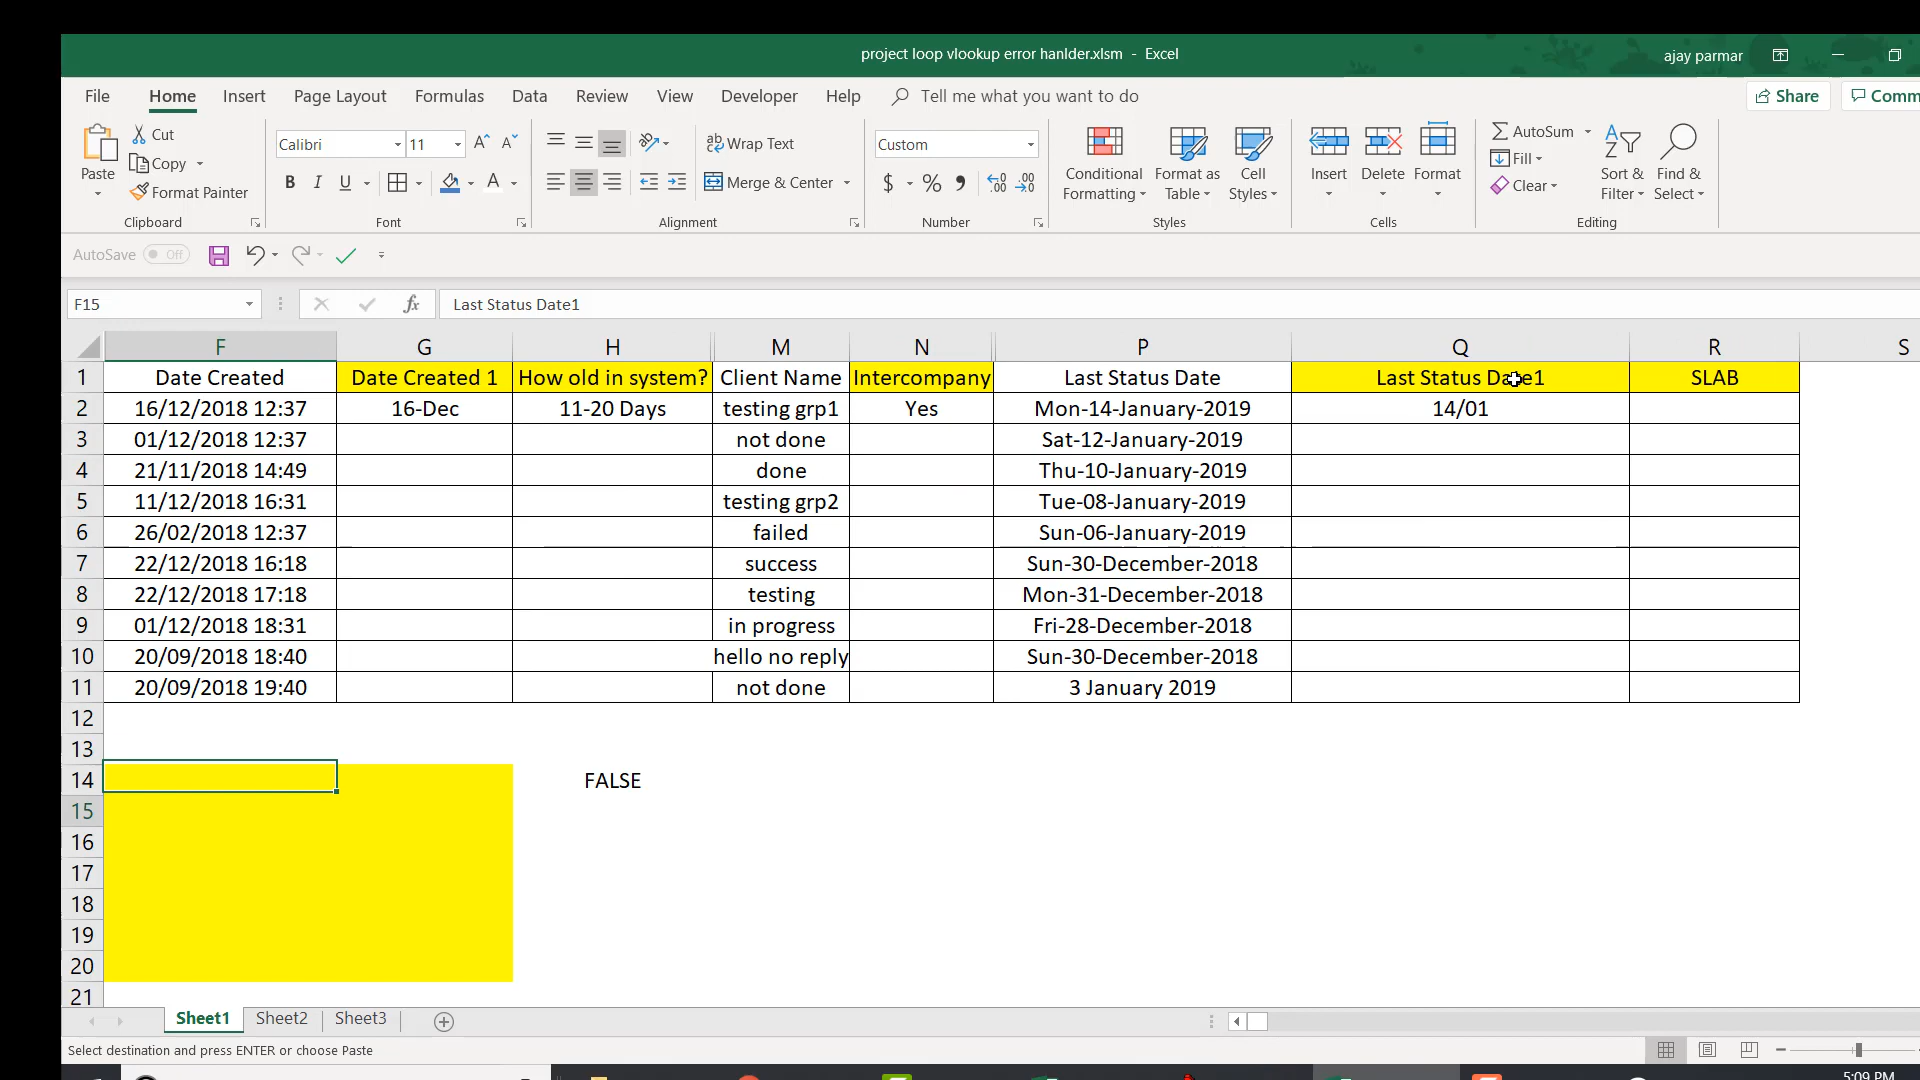 project loop vlookup error hanlder.xlsm - Excel
ajay parmar
File Home Insert Page Layout Formulas Data Review View Developer Help Tell me what you want to do Share Comm
Paste Cut Copy Format Painter Clipboard
Calibri 11 B I U A Font
Wrap Text Merge & Center Alignment
Custom $ % , Number
Conditional Formatting Format as Table Cell Styles Styles
Insert Delete Format Cells
AutoSum Fill Clear Sort & Filter Find & Select Editing
AutoSave Off
F15 fx Last Status Date1
F G H M N P Q R S
1 Date Created Date Created 1 How old in system? Client Name Intercompany Last Status Date Last Status Date1 SLAB
2 16/12/2018 12:37 16-Dec 11-20 Days testing grp1 Yes Mon-14-January-2019 14/01
3 01/12/2018 12:37 not done Sat-12-January-2019
4 21/11/2018 14:49 done Thu-10-January-2019
5 11/12/2018 16:31 testing grp2 Tue-08-January-2019
6 26/02/2018 12:37 failed Sun-06-January-2019
7 22/12/2018 16:18 success Sun-30-December-2018
8 22/12/2018 17:18 testing Mon-31-December-2018
9 01/12/2018 18:31 in progress Fri-28-December-2018
10 20/09/2018 18:40 hello no reply Sun-30-December-2018
11 20/09/2018 19:40 not done 3 January 2019
12
13
14 FALSE
15
16
17
18
19
20
21
Sheet1 Sheet2 Sheet3
Select destination and press ENTER or choose Paste
5:09 PM